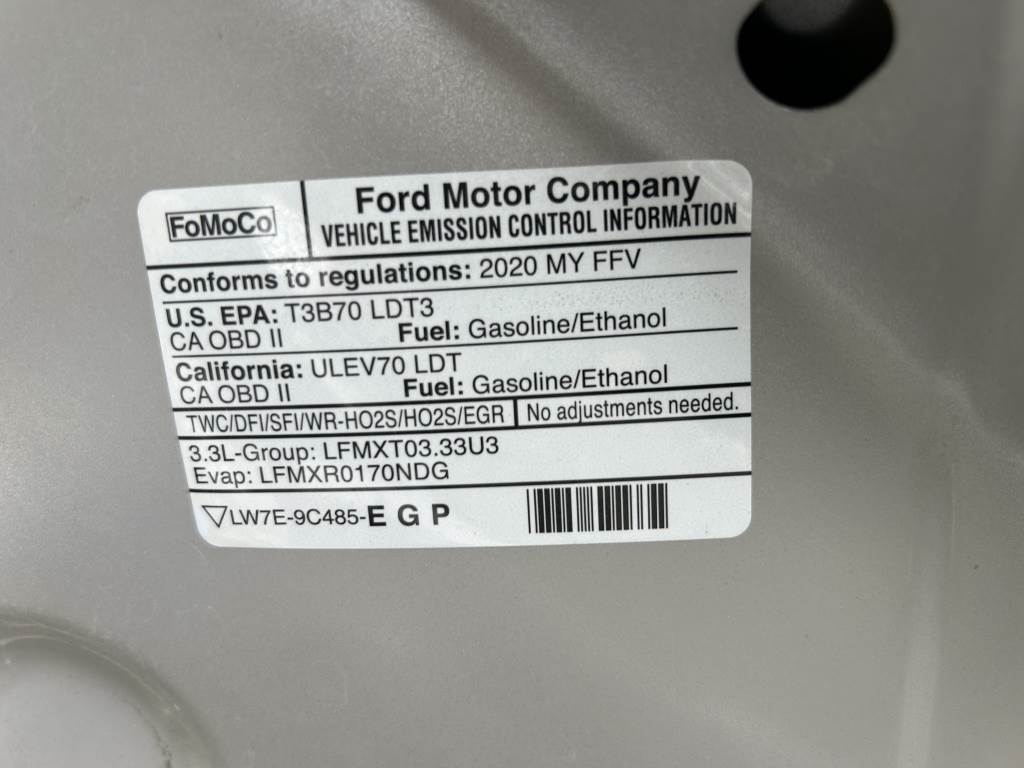 FoMoCo
Ford Motor Company
VEHICLE EMISSION CONTROL INFORMATION
Conforms to regulations: 2020 MY FFV
U.S. EPA: T3B70 LDT3
CA OBD II Fuel: Gasoline/Ethanol
California: ULEV70 LDT
CA OBD II Fuel: Gasoline/Ethanol
TWC/DFI/SFI/WR-HO2S/HO2S/EGR No adjustments needed.
3.3L-Group: LFMXT03.33U3
Evap: LFMXR0170NDG
LW7E-9C485-E G P